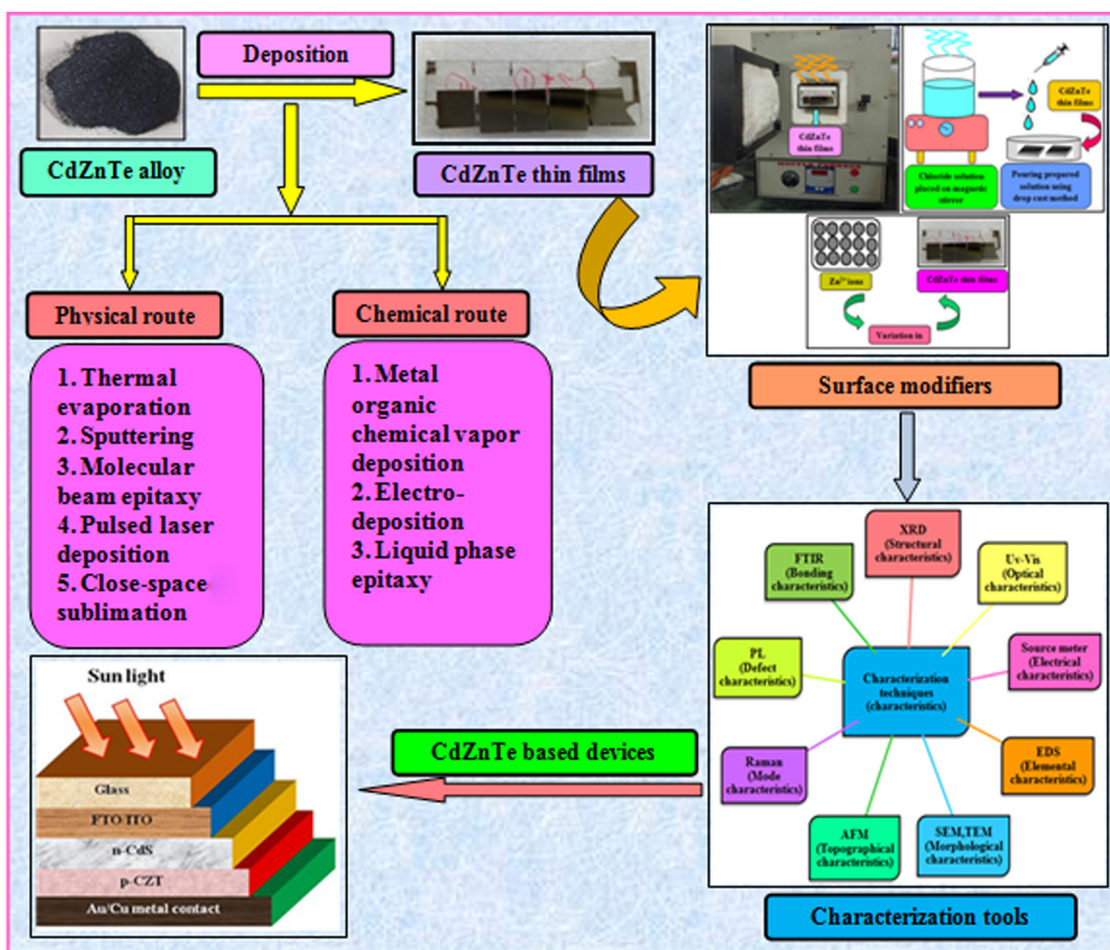 Deposition
CdZnTe alloy
CdZnTe thin films
Physical route
1. Thermal
evaporation
2. Sputtering
3. Molecular
beam epitaxy
4. Pulsed laser
deposition
5. Close-space
sublimation
Chemical route
1. Metal
organic
chemical vapor
deposition
2. Electro-
deposition
3. Liquid phase
epitaxy
CdZnTe
thin films
CdZnTe
thin films
Chloride solution
placed on magnetic
stirrer
Pouring prepared
solution using
drop cast method
Zn²⁺ ions
CdZnTe thin films
Variation in
Surface modifiers
XRD
(Structural
characteristics)
FTIR
(Bonding
characteristics)
Uv-Vis
(Optical
characteristics)
PL
(Defect
characteristics)
Characterization
techniques
(characteristics)
Source meter
(Electrical
characteristics)
Raman
(Mode
characteristics)
EDS
(Elemental
characteristics)
AFM
(Topographical
characteristics)
SEM,TEM
(Morphological
characteristics)
Characterization tools
CdZnTe based devices
Sun light
Glass
FTO/ITO
n-CdS
p-CZT
Au/Cu metal contact